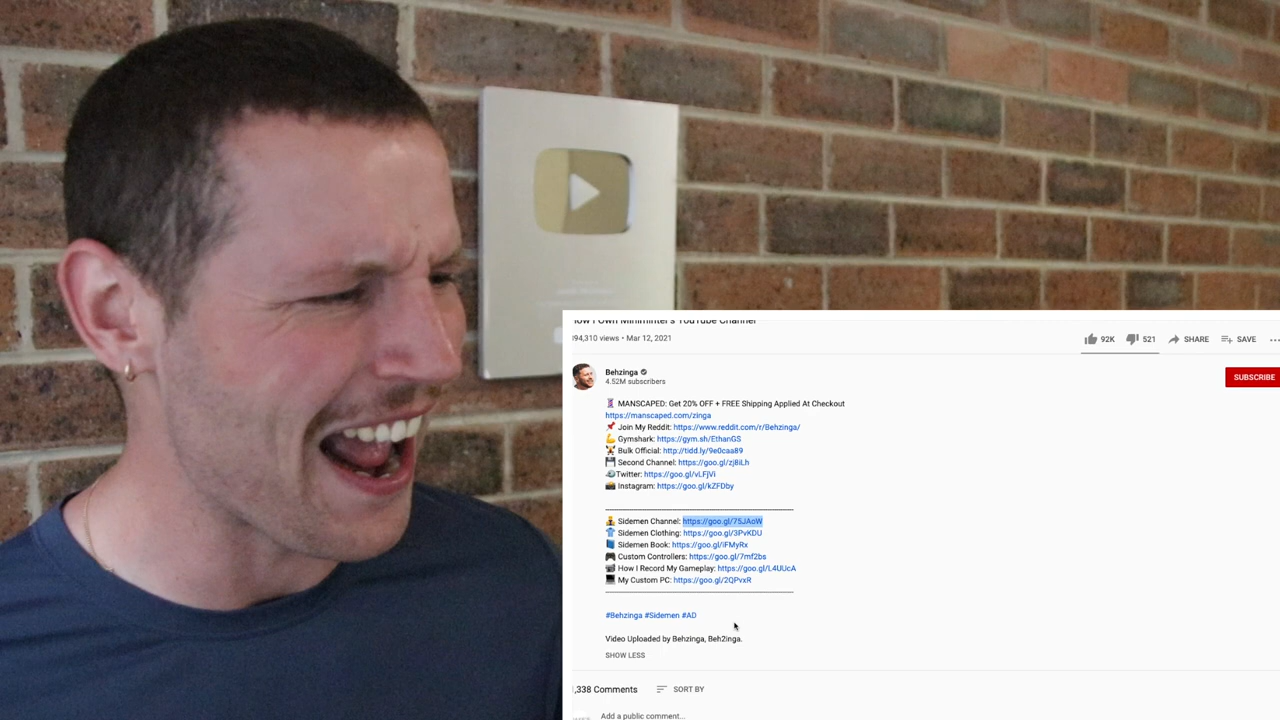 How I Own Miniminter's YouTube Channel
94,310 views • Mar 12, 2021
92K 521 SHARE SAVE
Behzinga
4.52M subscribers
SUBSCRIBE
MANSCAPED: Get 20% OFF + FREE Shipping Applied At Checkout
https://manscaped.com/zinga
Join My Reddit: https://www.reddit.com/r/Behzinga/
Gymshark: https://gym.sh/EthanGS
Bulk Official: http://tidd.ly/9e0caa89
Second Channel: https://goo.gl/zj8iLh
Twitter: https://goo.gl/vLFjVi
Instagram: https://goo.gl/kZFDby
Sidemen Channel: https://goo.gl/75JAoW
Sidemen Clothing: https://goo.gl/3PvKDU
Sidemen Book: https://goo.gl/iFMyRx
Custom Controllers: https://goo.gl/7mf2bs
How I Record My Gameplay: https://goo.gl/L4UUcA
My Custom PC: https://goo.gl/2QPvxR
#Behzinga #Sidemen #AD
Video Uploaded by Behzinga, Beh2inga.
SHOW LESS
,338 Comments SORT BY
Add a public comment...